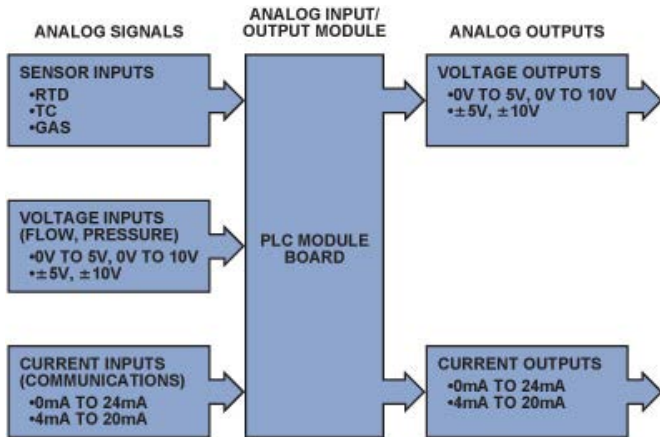 ANALOG SIGNALS
ANALOG INPUT/
OUTPUT MODULE
ANALOG OUTPUTS
SENSOR INPUTS
•RTD
•TC
•GAS
VOLTAGE INPUTS
(FLOW, PRESSURE)
•0V TO 5V, 0V TO 10V
•±5V, ±10V
CURRENT INPUTS
(COMMUNICATIONS)
•0mA TO 24mA
•4mA TO 20mA
PLC MODULE
BOARD
VOLTAGE OUTPUTS
•0V TO 5V, 0V TO 10V
•±5V, ±10V
CURRENT OUTPUTS
•0mA TO 24mA
•4mA TO 20mA